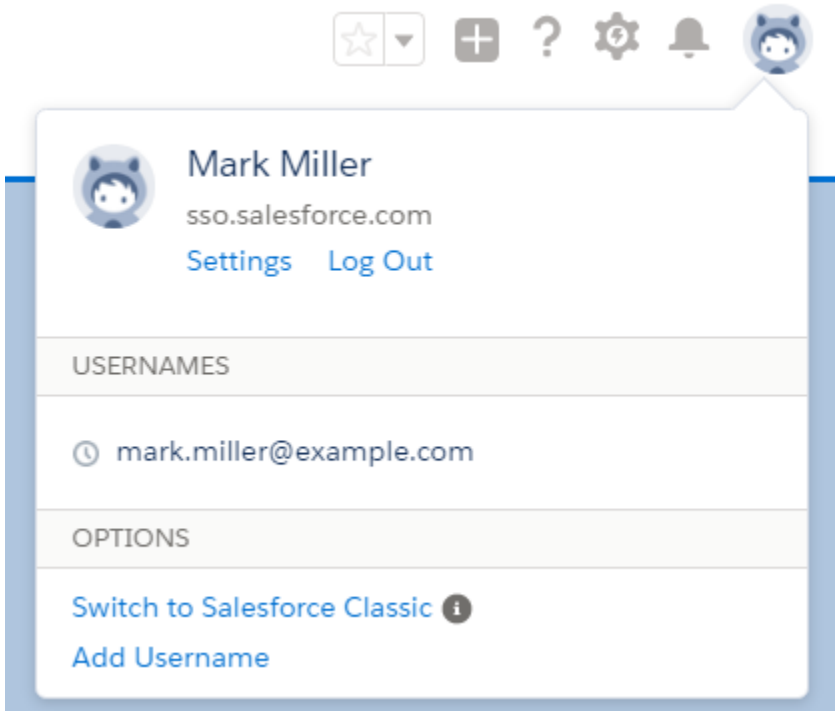 Mark Miller
sso.salesforce.com
Settings Log Out
USERNAMES
mark.miller@example.com
OPTIONS
Switch to Salesforce Classic
Add Username